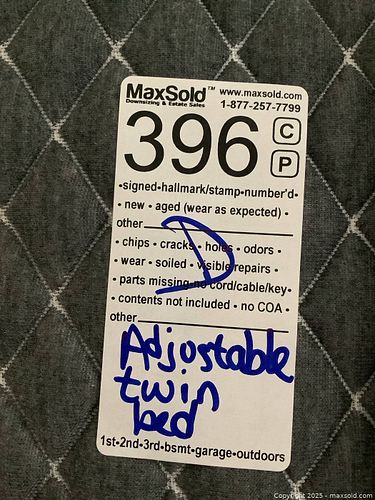 MaxSold™ www.maxsold.com
Downsizing & Estate Sales 1-877-257-7799
396 C
P
•signed•hallmark/stamp•number'd•
• new • aged (wear as expected) •
other
D
• chips • cracks • holes • odors •
• wear • soiled • visible repairs •
• parts missing-no cord/cable/key•
• contents not included • no COA •
other
Adjustable
twin
bed
1st•2nd•3rd•bsmt•garage•outdoors
Copyright © 2025 - maxsold.com